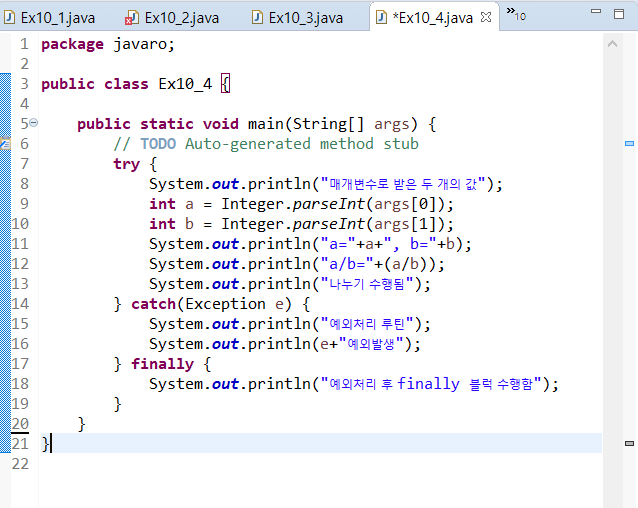 Ex10_1.java Ex10_2.java Ex10_3.java *Ex10_4.java »10
1 package javaro;
2
3 public class Ex10_4 {
4
5     public static void main(String[] args) {
6         // TODO Auto-generated method stub
7         try {
8             System.out.println("매개변수로 받은 두 개의 값");
9             int a = Integer.parseInt(args[0]);
10             int b = Integer.parseInt(args[1]);
11             System.out.println("a="+a+", b="+b);
12             System.out.println("a/b="+(a/b));
13             System.out.println("나누기 수행됨");
14         } catch(Exception e) {
15             System.out.println("예외처리 루틴");
16             System.out.println(e+"예외발생");
17         } finally {
18             System.out.println("예외처리 후 finally 블럭 수행함");
19         }
20     }
21 }
22